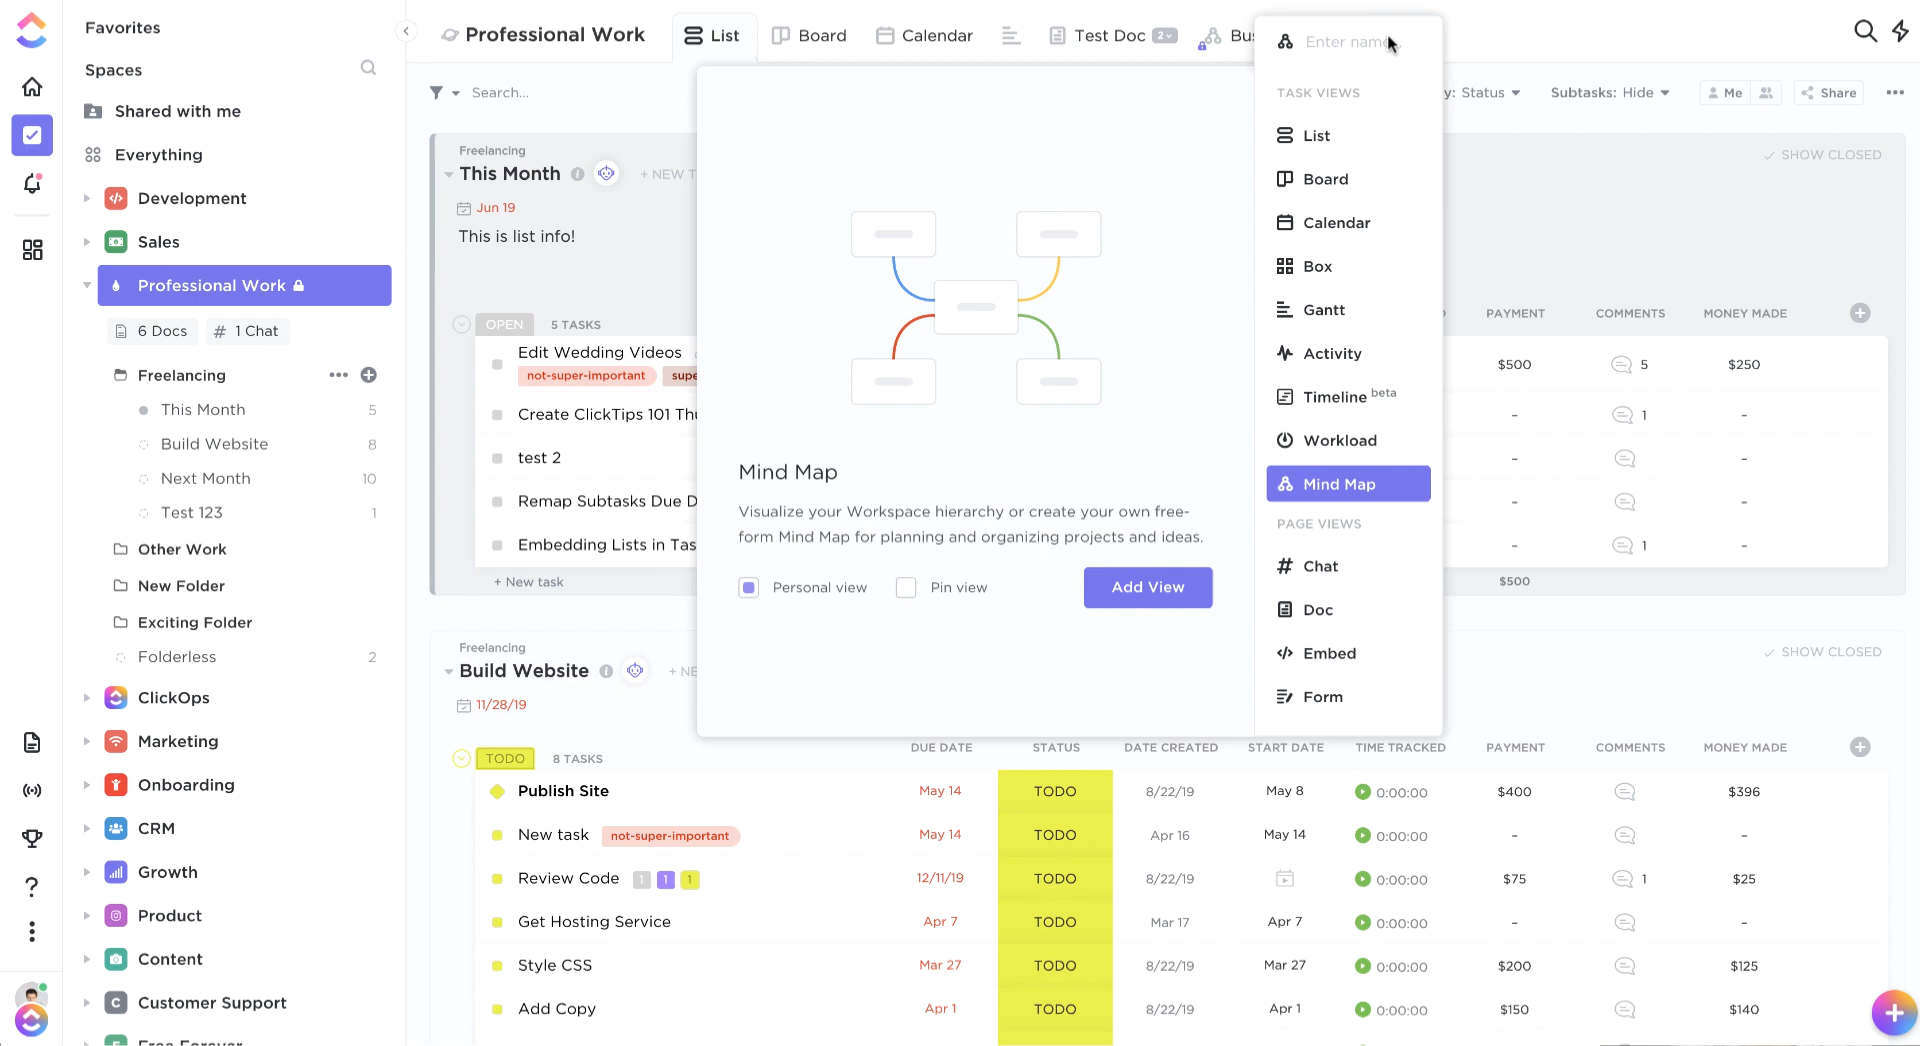 Favorites
Spaces
Shared with me
Everything
Development
Sales
Professional Work
6 Docs
# 1 Chat
Freelancing
This Month 5
Build Website 8
Next Month 10
Test 123 1
Other Work
New Folder
Exciting Folder
Folderless 2
ClickOps
Marketing
Onboarding
CRM
Growth
Product
Content
C Customer Support
Professional Work
List
Board
Calendar
Test Doc 2
Search...
Status
Subtasks: Hide
Me
Share
Freelancing
This Month
+ NEW T
SHOW CLOSED
Jun 19
This is list info!
OPEN 5 TASKS
PAYMENT COMMENTS MONEY MADE
Edit Wedding Videos
not-super-important supe
$500 5 $250
Create ClickTips 101 Thu
- 1 -
test 2
- -
Remap Subtasks Due D
- -
Embedding Lists in Tas
- 1 -
+ New task
$500
Mind Map
Visualize your Workspace hierarchy or create your own free-
form Mind Map for planning and organizing projects and ideas.
Personal view
Pin view
Add View
Enter name
TASK VIEWS
List
Board
Calendar
Box
Gantt
Activity
Timeline beta
Workload
Mind Map
PAGE VIEWS
Chat
Doc
Embed
Form
Freelancing
Build Website
+ NE
SHOW CLOSED
11/28/19
TODO 8 TASKS
DUE DATE STATUS DATE CREATED START DATE TIME TRACKED PAYMENT COMMENTS MONEY MADE
Publish Site May 14 TODO 8/22/19 May 8 0:00:00 $400 $396
New task not-super-important May 14 TODO Apr 16 May 14 0:00:00 - -
Review Code 1 1 1 12/11/19 TODO 8/22/19 0:00:00 $75 1 $25
Get Hosting Service Apr 7 TODO Mar 17 Apr 7 0:00:00 - -
Style CSS Mar 27 TODO 8/22/19 Mar 27 0:00:00 $200 $125
Add Copy Apr 1 TODO 8/22/19 Apr 1 0:00:00 $150 $140